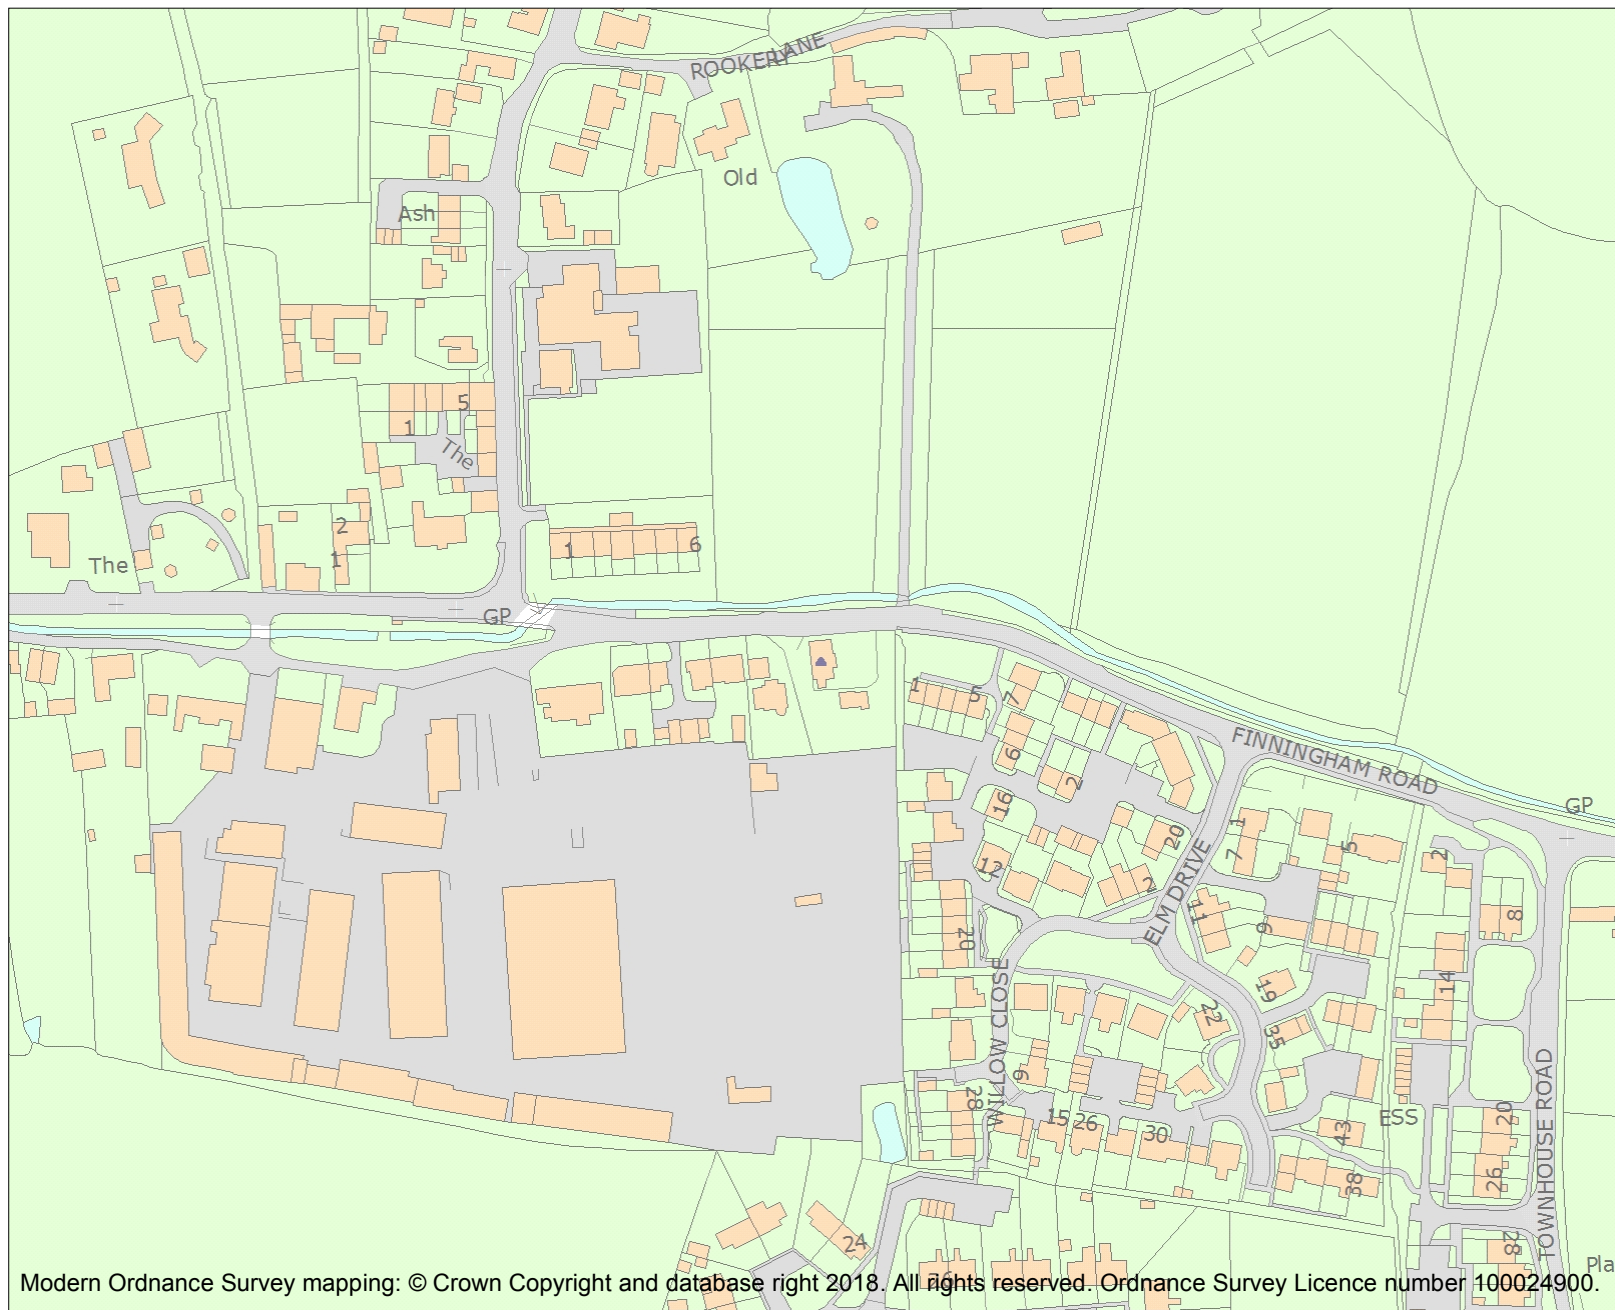 ROOKERY LANE
Old
Ash
5
1
The
2
1
The
1
6
GP
1
5
7
6
2
16
12
20
2
FINNINGHAM ROAD
GP
ELM DRIVE
1
7
5
2
8
11
9
20
14
19
22
35
WILLOW CLOSE
9
28
15
26
30
ESS
43
38
20
26
28
TOWNHOUSE ROAD
24
26
Pla
Modern Ordnance Survey mapping: © Crown Copyright and database right 2018. All rights reserved. Ordnance Survey Licence number 100024900.